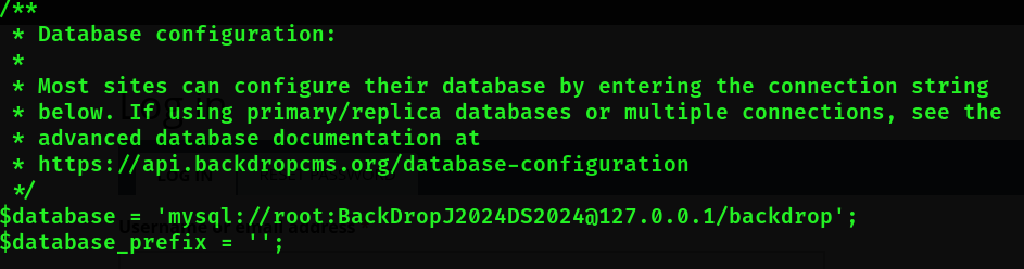 /**
 * Database configuration:
 *
 * Most sites can configure their database by entering the connection string
 * below. If using primary/replica databases or multiple connections, see the
 * advanced database documentation at
 * https://api.backdropcms.org/database-configuration
 */
$database = 'mysql://root:BackDropJ2024DS2024@127.0.0.1/backdrop';
$database_prefix = '';